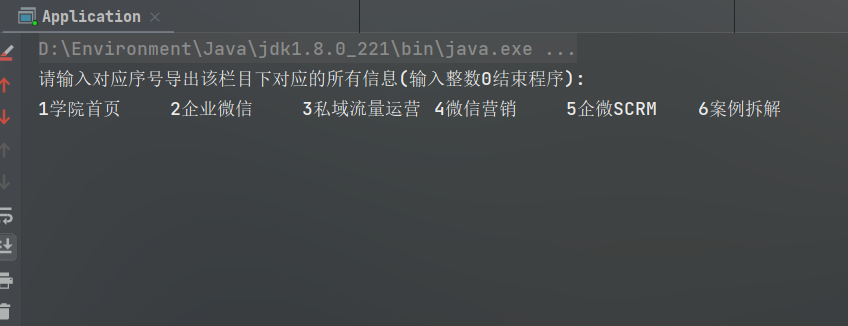 Application
D:\Environment\Java\jdk1.8.0_221\bin\java.exe ...
请输入对应序号导出该栏目下对应的所有信息(输入整数0结束程序):
1学院首页 2企业微信 3私域流量运营 4微信营销 5企微SCRM 6案例拆解